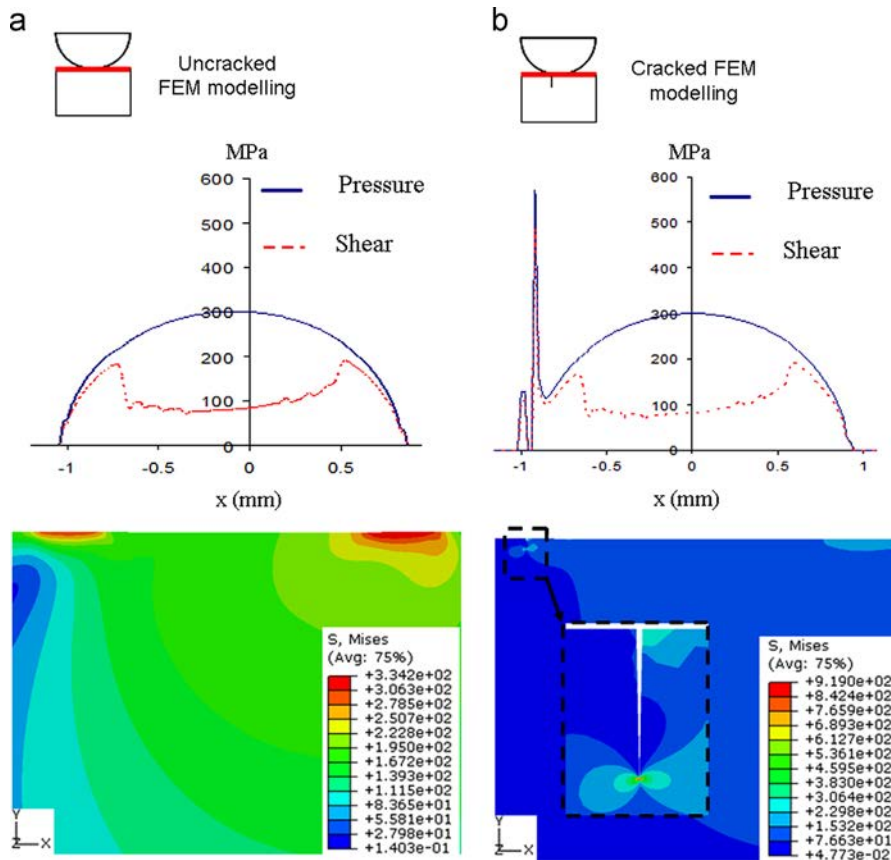 a
Uncracked
FEM modelling
MPa
600
500
400
300
200
100
0
Pressure
Shear
-1
-0.5
0
0.5
x (mm)
S, Mises
(Avg: 75%)
+3.342e+02
+3.063e+02
+2.785e+02
+2.507e+02
+2.228e+02
+1.950e+02
+1.672e+02
+1.393e+02
+1.115e+02
+8.365e+01
+5.581e+01
+2.798e+01
+1.403e-01
Y
Z X
b
Cracked FEM
modelling
MPa
600
500
400
300
200
100
0
Pressure
Shear
-1
-0.5
0
0.5
1
x (mm)
S, Mises
(Avg: 75%)
+9.190e+02
+8.424e+02
+7.659e+02
+6.893e+02
+6.127e+02
+5.361e+02
+4.595e+02
+3.830e+02
+3.064e+02
+2.298e+02
+1.532e+02
+7.663e+01
+4.773e-02
Y
Z X